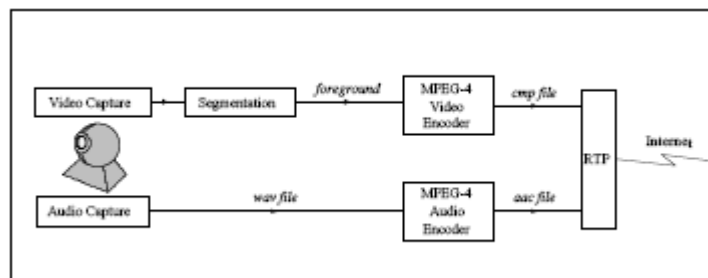 Video Capture
Segmentation
foreground
MPEG-4
Video
Encoder
cmp file
RTP
Internet
Audio Capture
wav file
MPEG-4
Audio
Encoder
aac file